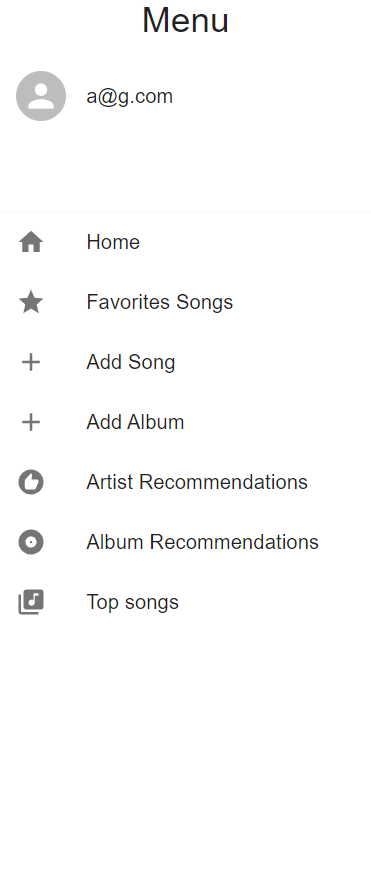 Menu
a@g.com
Home
Favorites Songs
Add Song
Add Album
Artist Recommendations
Album Recommendations
Top songs